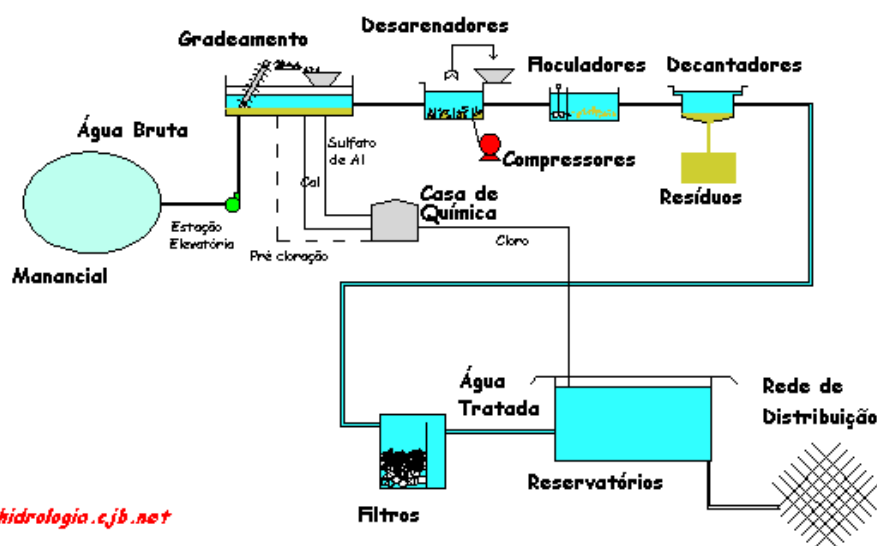 Gradeamento
Desarenadores
Floculadores
Decantadores
Água Bruta
Sulfato
de Al
Cal
Compressores
Casa de
Química
Resíduos
Estação
Elevatória
Pré cloração
Cloro
Manancial
Água
Tratada
Rede de
Distribuição
Reservatórios
Filtros
hidrologia.cjb.net